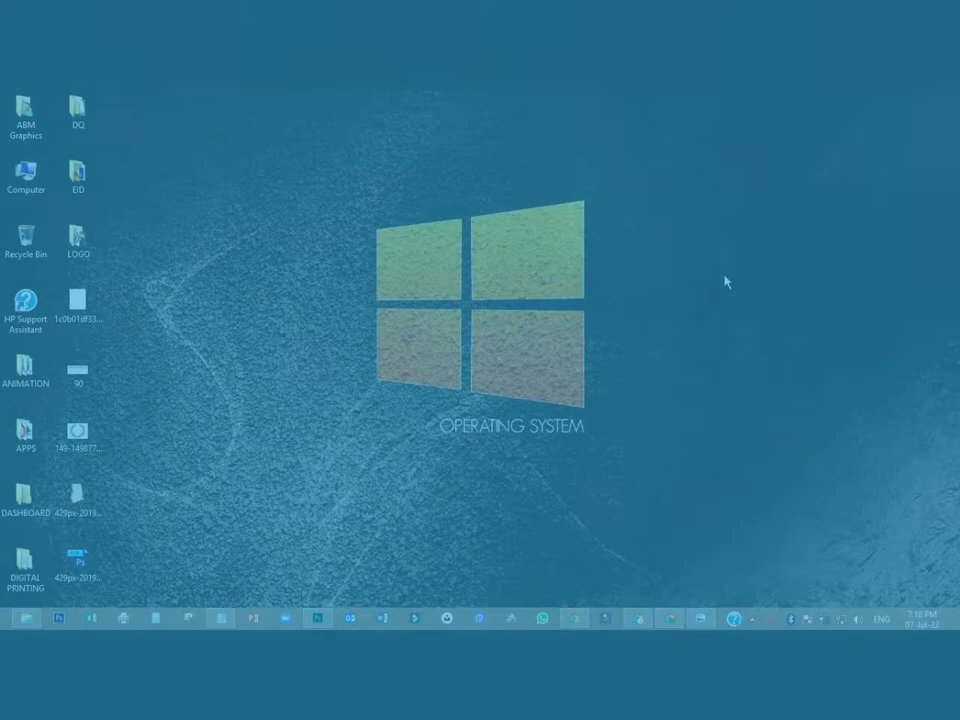 ABM
Graphics
DQ
Computer
EID
Recycle Bin
LOGO
HP Support
Assistant
1c0b01df33...
ANIMATION
90
APPS
149-149877...
DASHBOARD
429px-2019...
DIGITAL
PRINTING
Ps
429px-2019...
OPERATING SYSTEM
ENG
7:18 PM
07-Jul-22